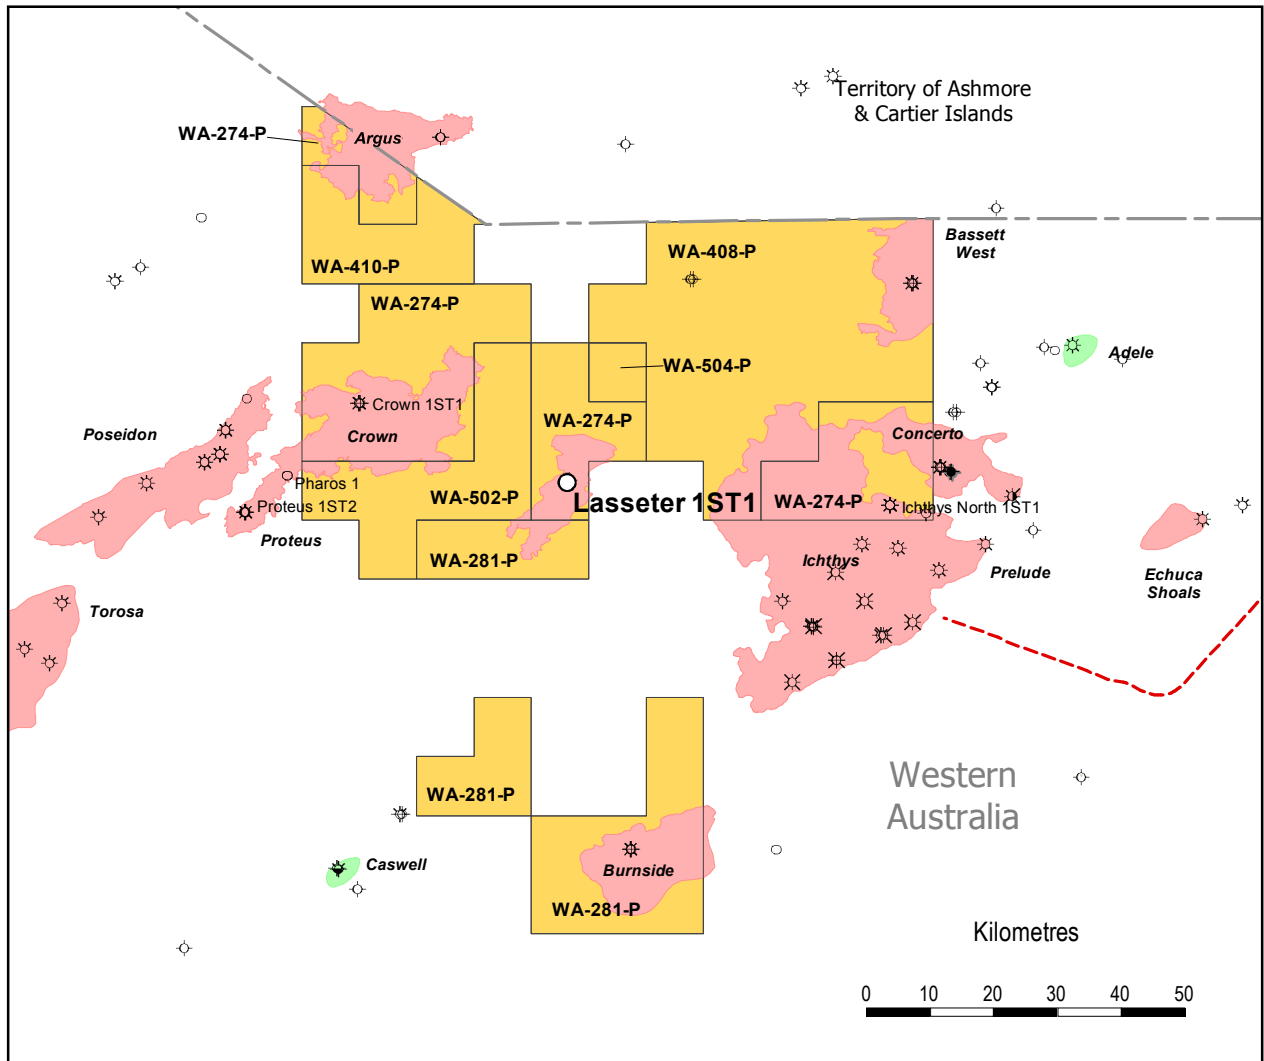 Territory of Ashmore
& Cartier Islands
WA-274-P
Argus
Bassett
West
WA-408-P
WA-410-P
WA-274-P
Adele
WA-504-P
Crown 1ST1
WA-274-P
Poseidon
Crown
Concerto
Pharos 1
WA-502-P
Lasseter 1ST1
WA-274-P
Proteus 1ST2
Ichthys North 1ST1
Proteus
WA-281-P
Ichthys
Prelude
Echuca
Shoals
Torosa
Western
Australia
WA-281-P
Caswell
Burnside
WA-281-P
Kilometres
0 10 20 30 40 50